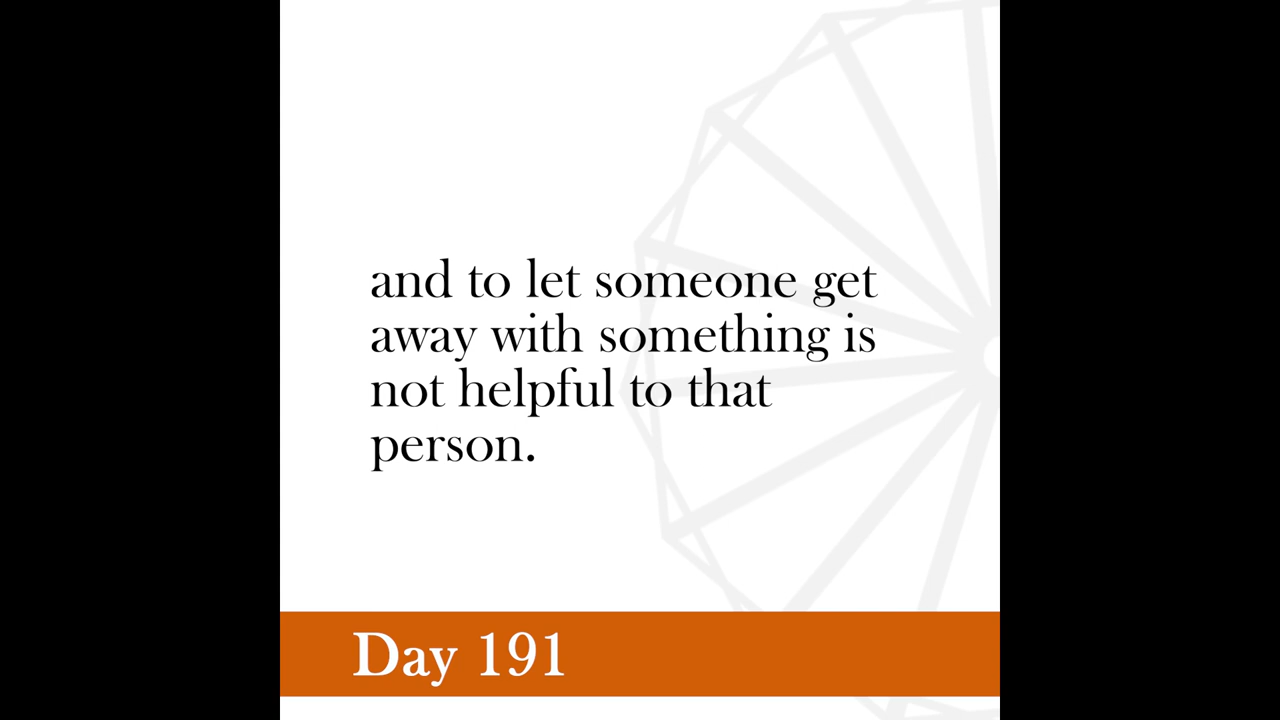 and to let someone get
away with something is
not helpful to that
person.
Day 191